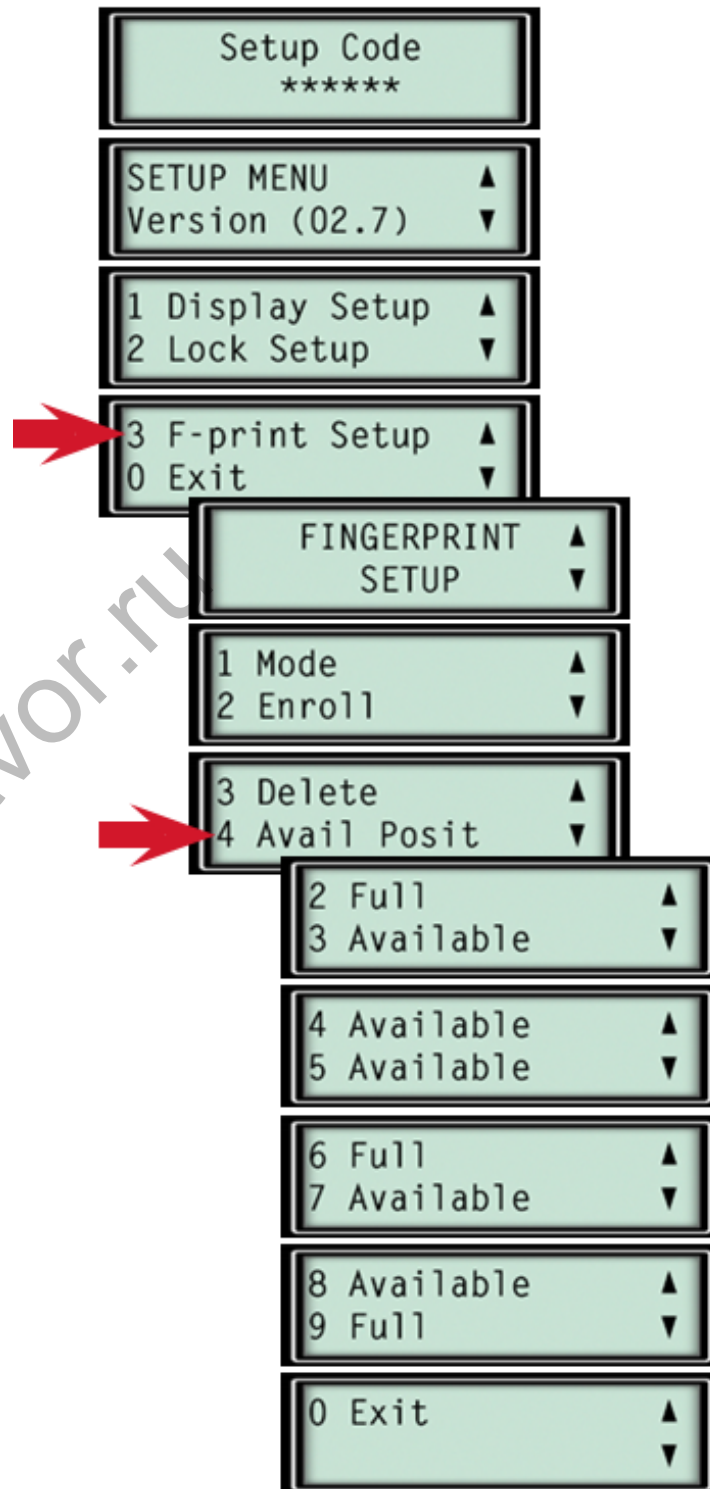 Setup Code
******
SETUP MENU ▲
Version (02.7) ▼
1 Display Setup ▲
2 Lock Setup ▼
3 F-print Setup ▲
0 Exit ▼
FINGERPRINT ▲
SETUP ▼
1 Mode ▲
2 Enroll ▼
3 Delete ▲
4 Avail Posit ▼
2 Full ▲
3 Available ▼
4 Available ▲
5 Available ▼
6 Full ▲
7 Available ▼
8 Available ▲
9 Full ▼
0 Exit ▲
▼